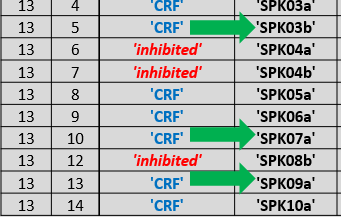 13 4 'CRF' 'SPK03a'
13 5 'CRF' 'SPK03b'
13 6 'inhibited' 'SPK04a'
13 7 'inhibited' 'SPK04b'
13 8 'CRF' 'SPK05a'
13 9 'CRF' 'SPK06a'
13 10 'CRF' 'SPK07a'
13 12 'inhibited' 'SPK08b'
13 13 'CRF' 'SPK09a'
13 14 'CRF' 'SPK10a'